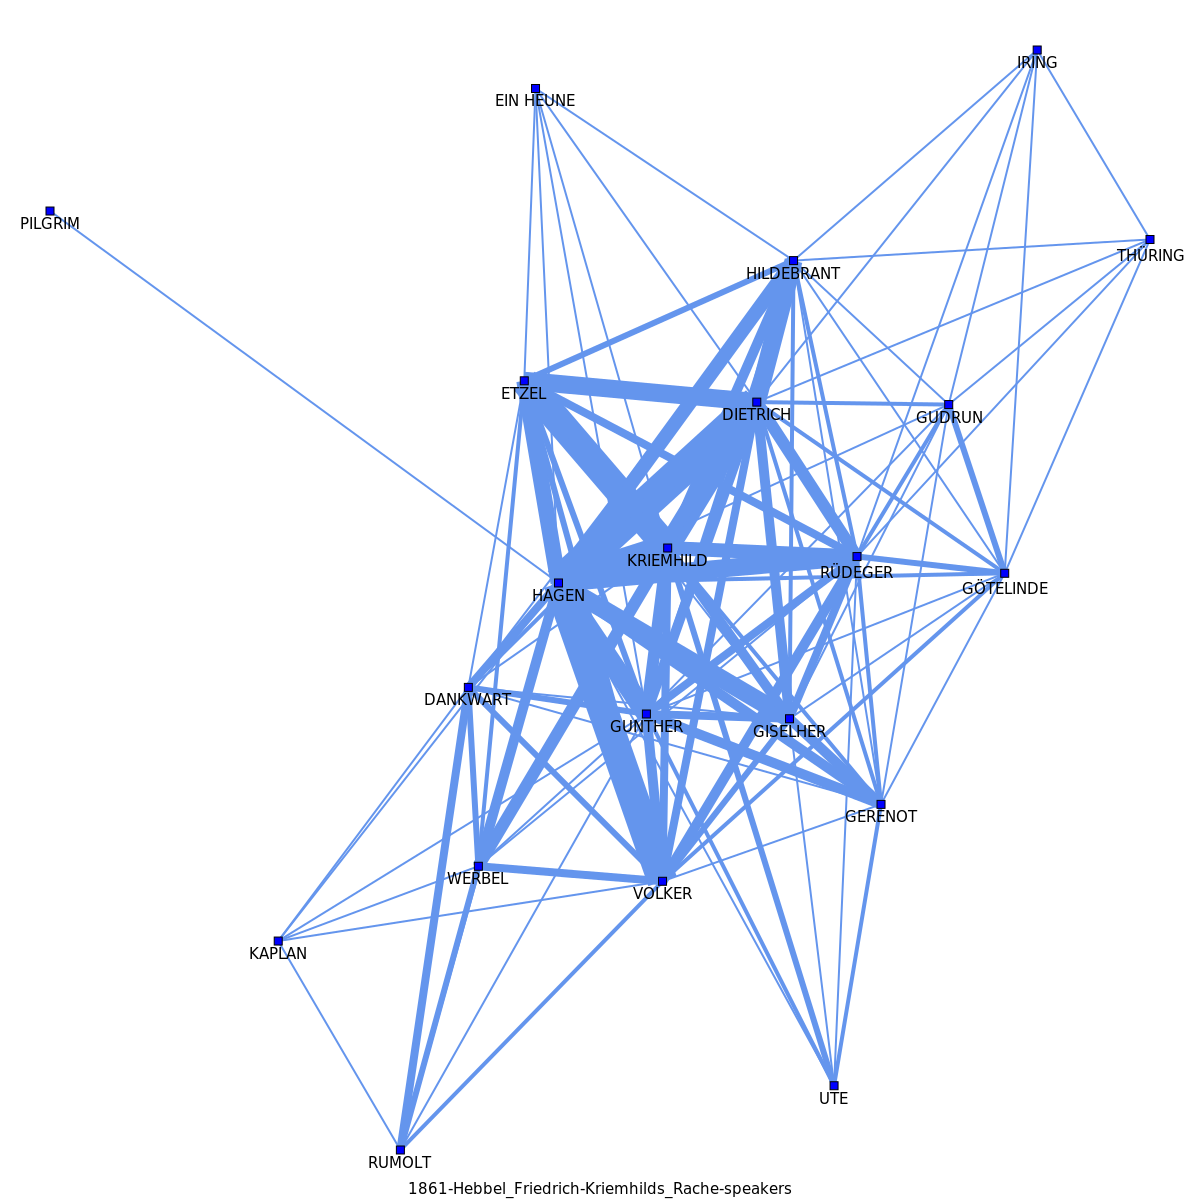 IRING
EIN HEUNE
PILGRIM
THÜRING
HILDEBRANT
ETZEL
DIETRICH
GUDRUN
KRIEMHILD
RÜDEGER
GÖTELINDE
HAGEN
DANKWART
GUNTHER
GISELHER
GERENOT
WERBEL
VOLKER
KAPLAN
UTE
RUMOLT
1861-Hebbel_Friedrich-Kriemhilds_Rache-speakers